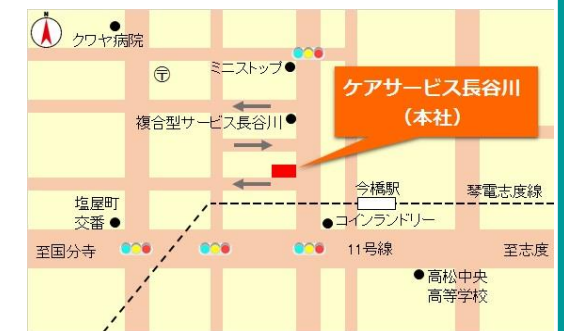 クワヤ病院
〒
ミニストップ
ケアサービス長谷川
（本社）
複合型サービス長谷川
今橋駅
琴電志度線
塩屋町
交番
コインランドリー
至国分寺
11号線
至志度
高松中央
高等学校